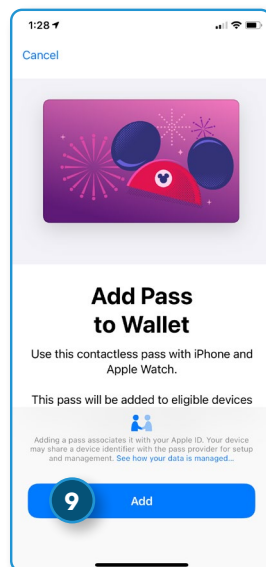 1:28
Cancel
Add Pass
to Wallet
Use this contactless pass with iPhone and
Apple Watch.
This pass will be added to eligible devices
Adding a pass associates it with your Apple ID. Your device
may share a device identifier with the pass provider for setup
and management. See how your data is managed...
9 Add